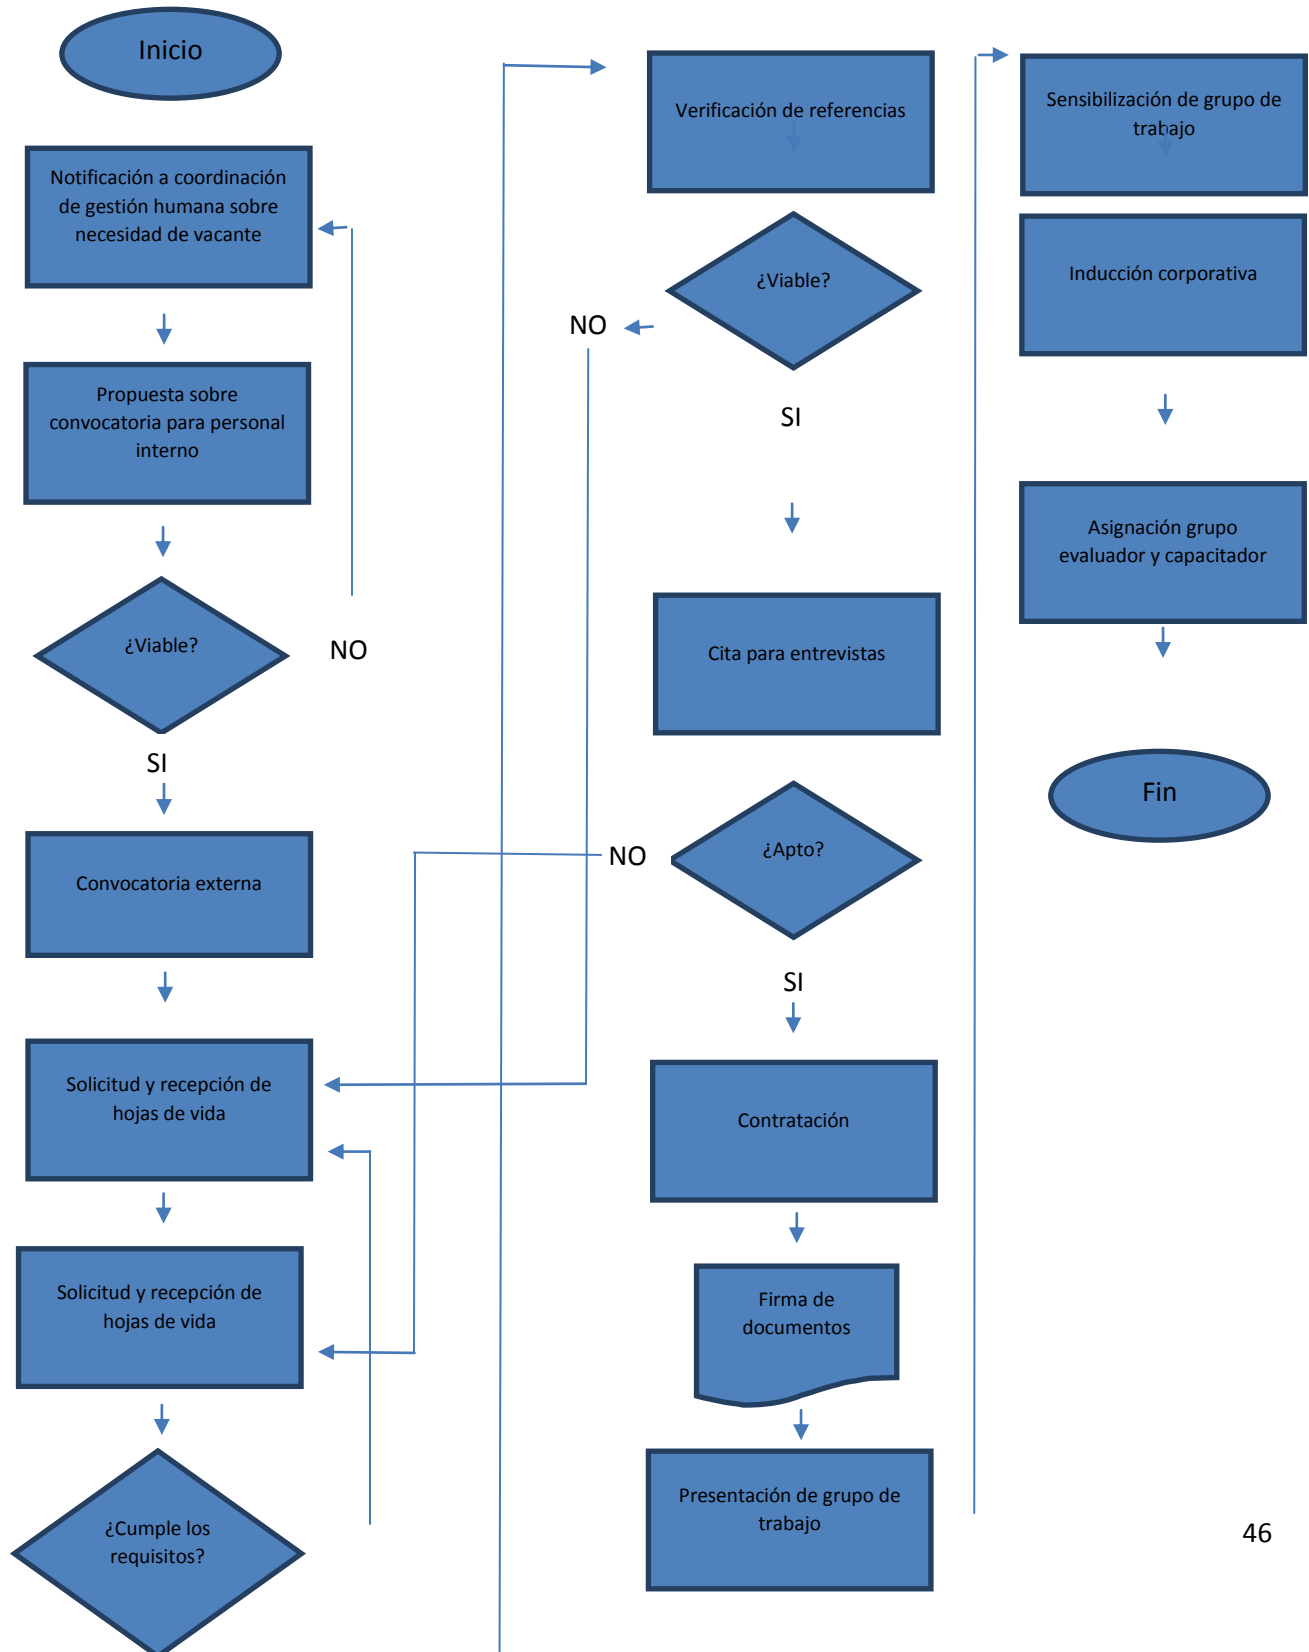 Inicio
Notificación a coordinación
de gestión humana sobre
necesidad de vacante
Propuesta sobre
convocatoria para personal
interno
¿Viable?
NO
SI
Convocatoria externa
Solicitud y recepción de
hojas de vida
Solicitud y recepción de
hojas de vida
¿Cumple los
requisitos?
Verificación de referencias
¿Viable?
NO
SI
Cita para entrevistas
¿Apto?
NO
SI
Contratación
Firma de
documentos
Presentación de grupo de
trabajo
Sensibilización de grupo de
trabajo
Inducción corporativa
Asignación grupo
evaluador y capacitador
Fin
46